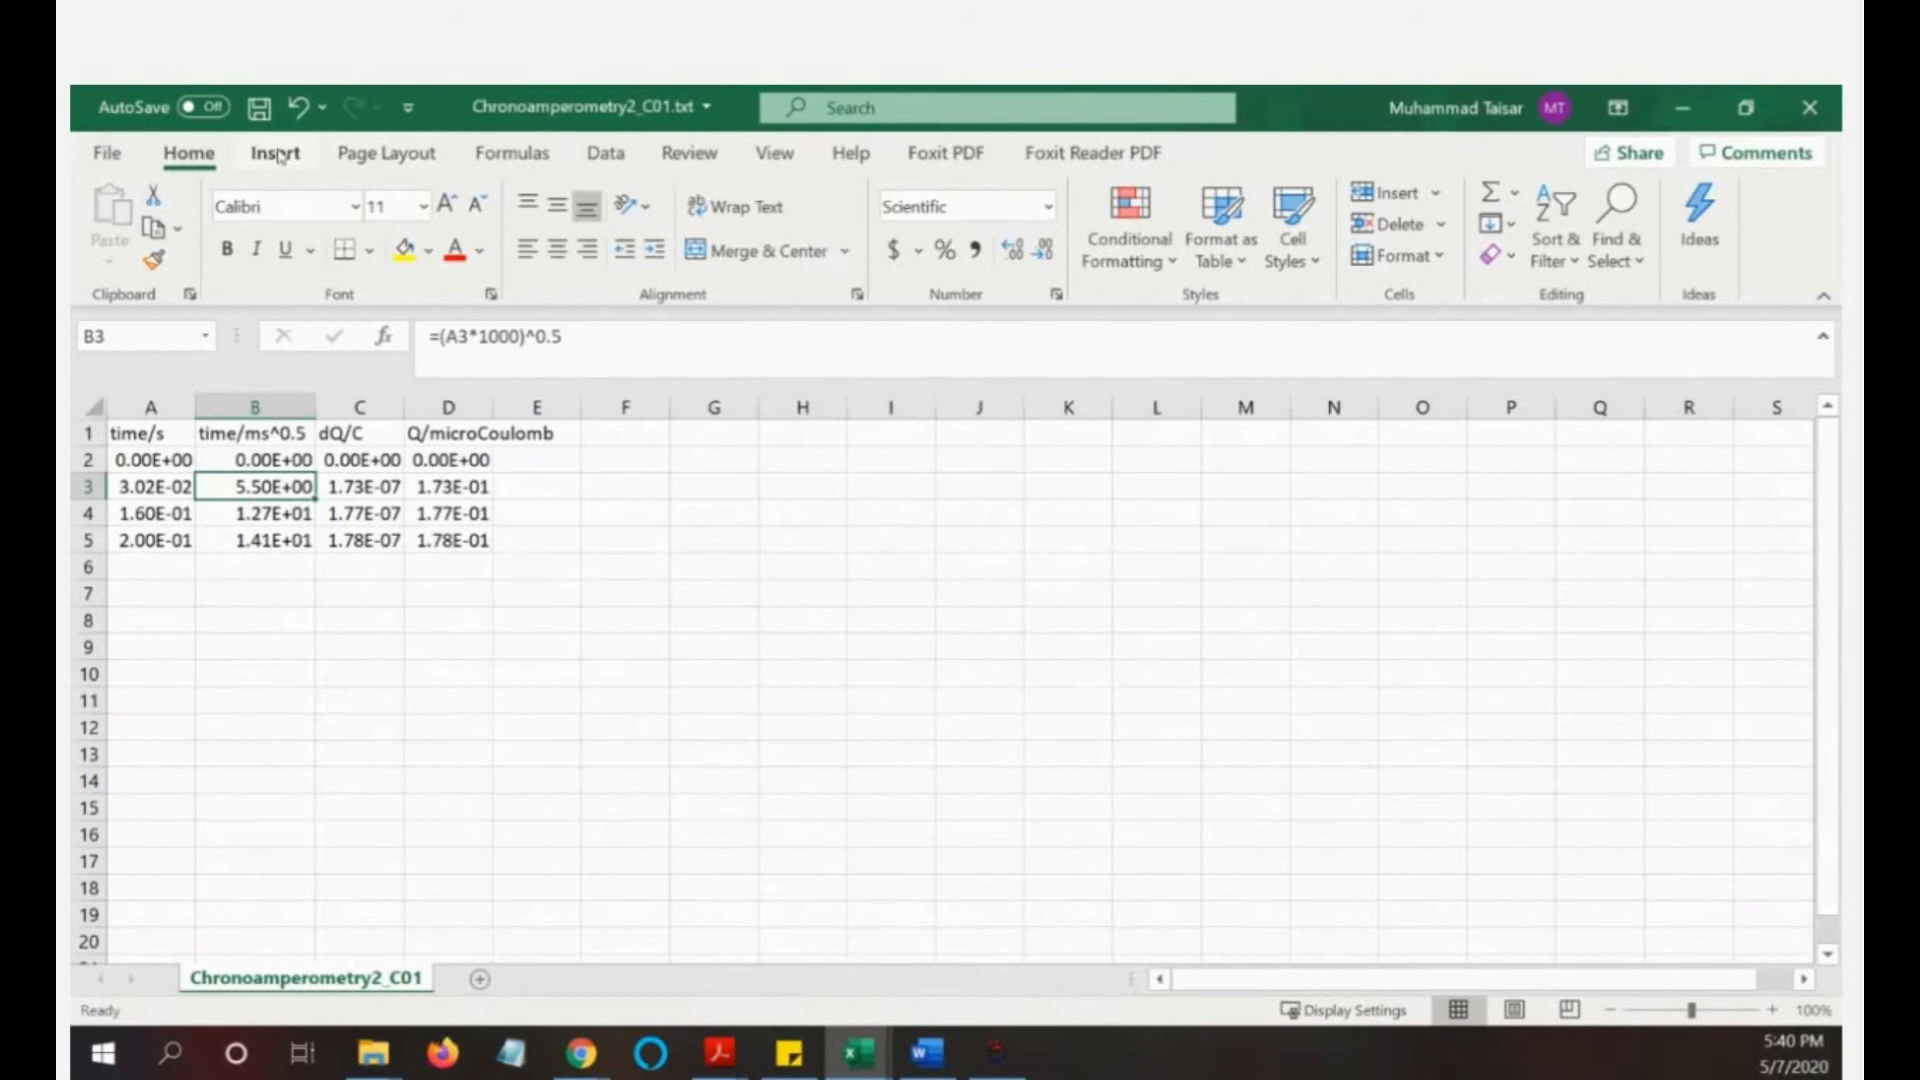 AutoSave Off Chronoamperometry2_C01.txt Search Muhammad Taisar MT
File Home Insert Page Layout Formulas Data Review View Help Foxit PDF Foxit Reader PDF Share Comments
Paste Calibri 11 Wrap Text Scientific Conditional Formatting Format as Table Cell Styles Insert Sort & Filter Find & Select Ideas
B I U Merge & Center $ % Delete
Format
Clipboard Font Alignment Number Styles Cells Editing Ideas
B3 fx =(A3*1000)^0.5
A B C D E F G H I J K L M N O P Q R S
1 time/s time/ms^0.5 dQ/C Q/microCoulomb
2 0.00E+00 0.00E+00 0.00E+00 0.00E+00
3 3.02E-02 5.50E+00 1.73E-07 1.73E-01
4 1.60E-01 1.27E+01 1.77E-07 1.77E-01
5 2.00E-01 1.41E+01 1.78E-07 1.78E-01
6
7
8
9
10
11
12
13
14
15
16
17
18
19
20
Chronoamperometry2_C01
Ready Display Settings 100%
5:40 PM
5/7/2020